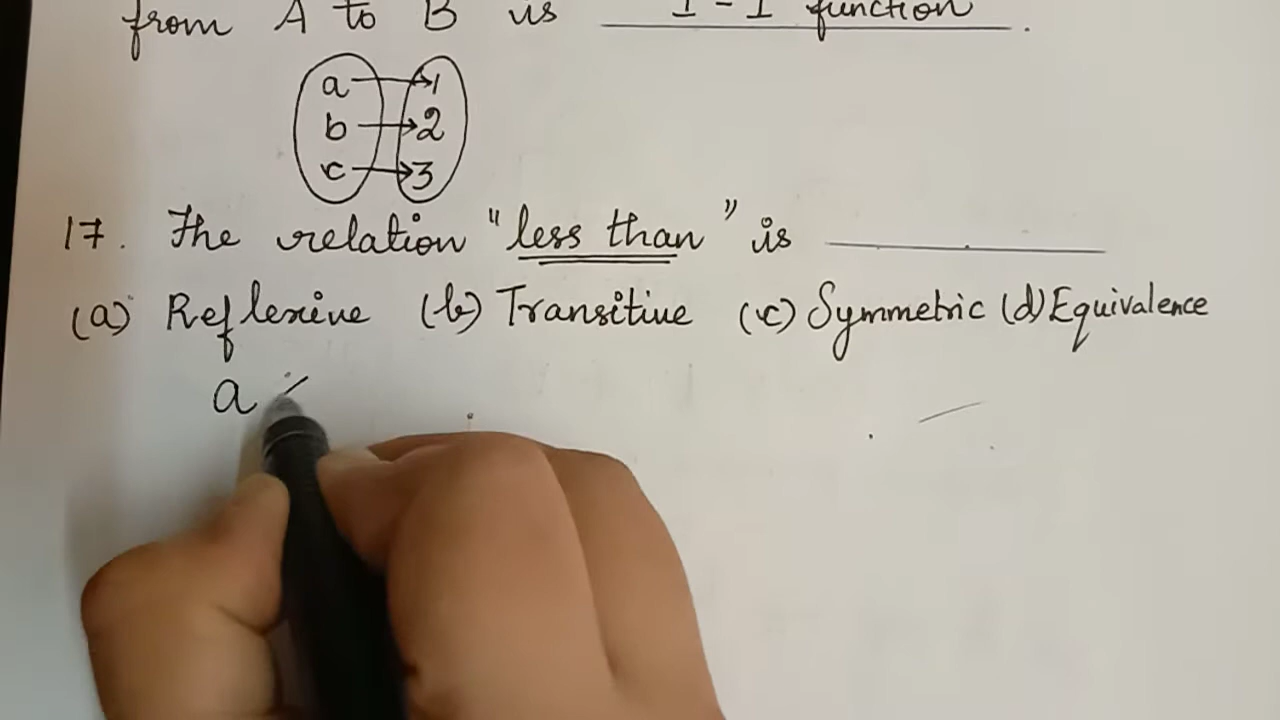 from A to B is 1-1 function.
a → 1
b → 2
c → 3
17. The relation "less than" is __________
(a) Reflexive (b) Transitive (c) Symmetric (d) Equivalence
a